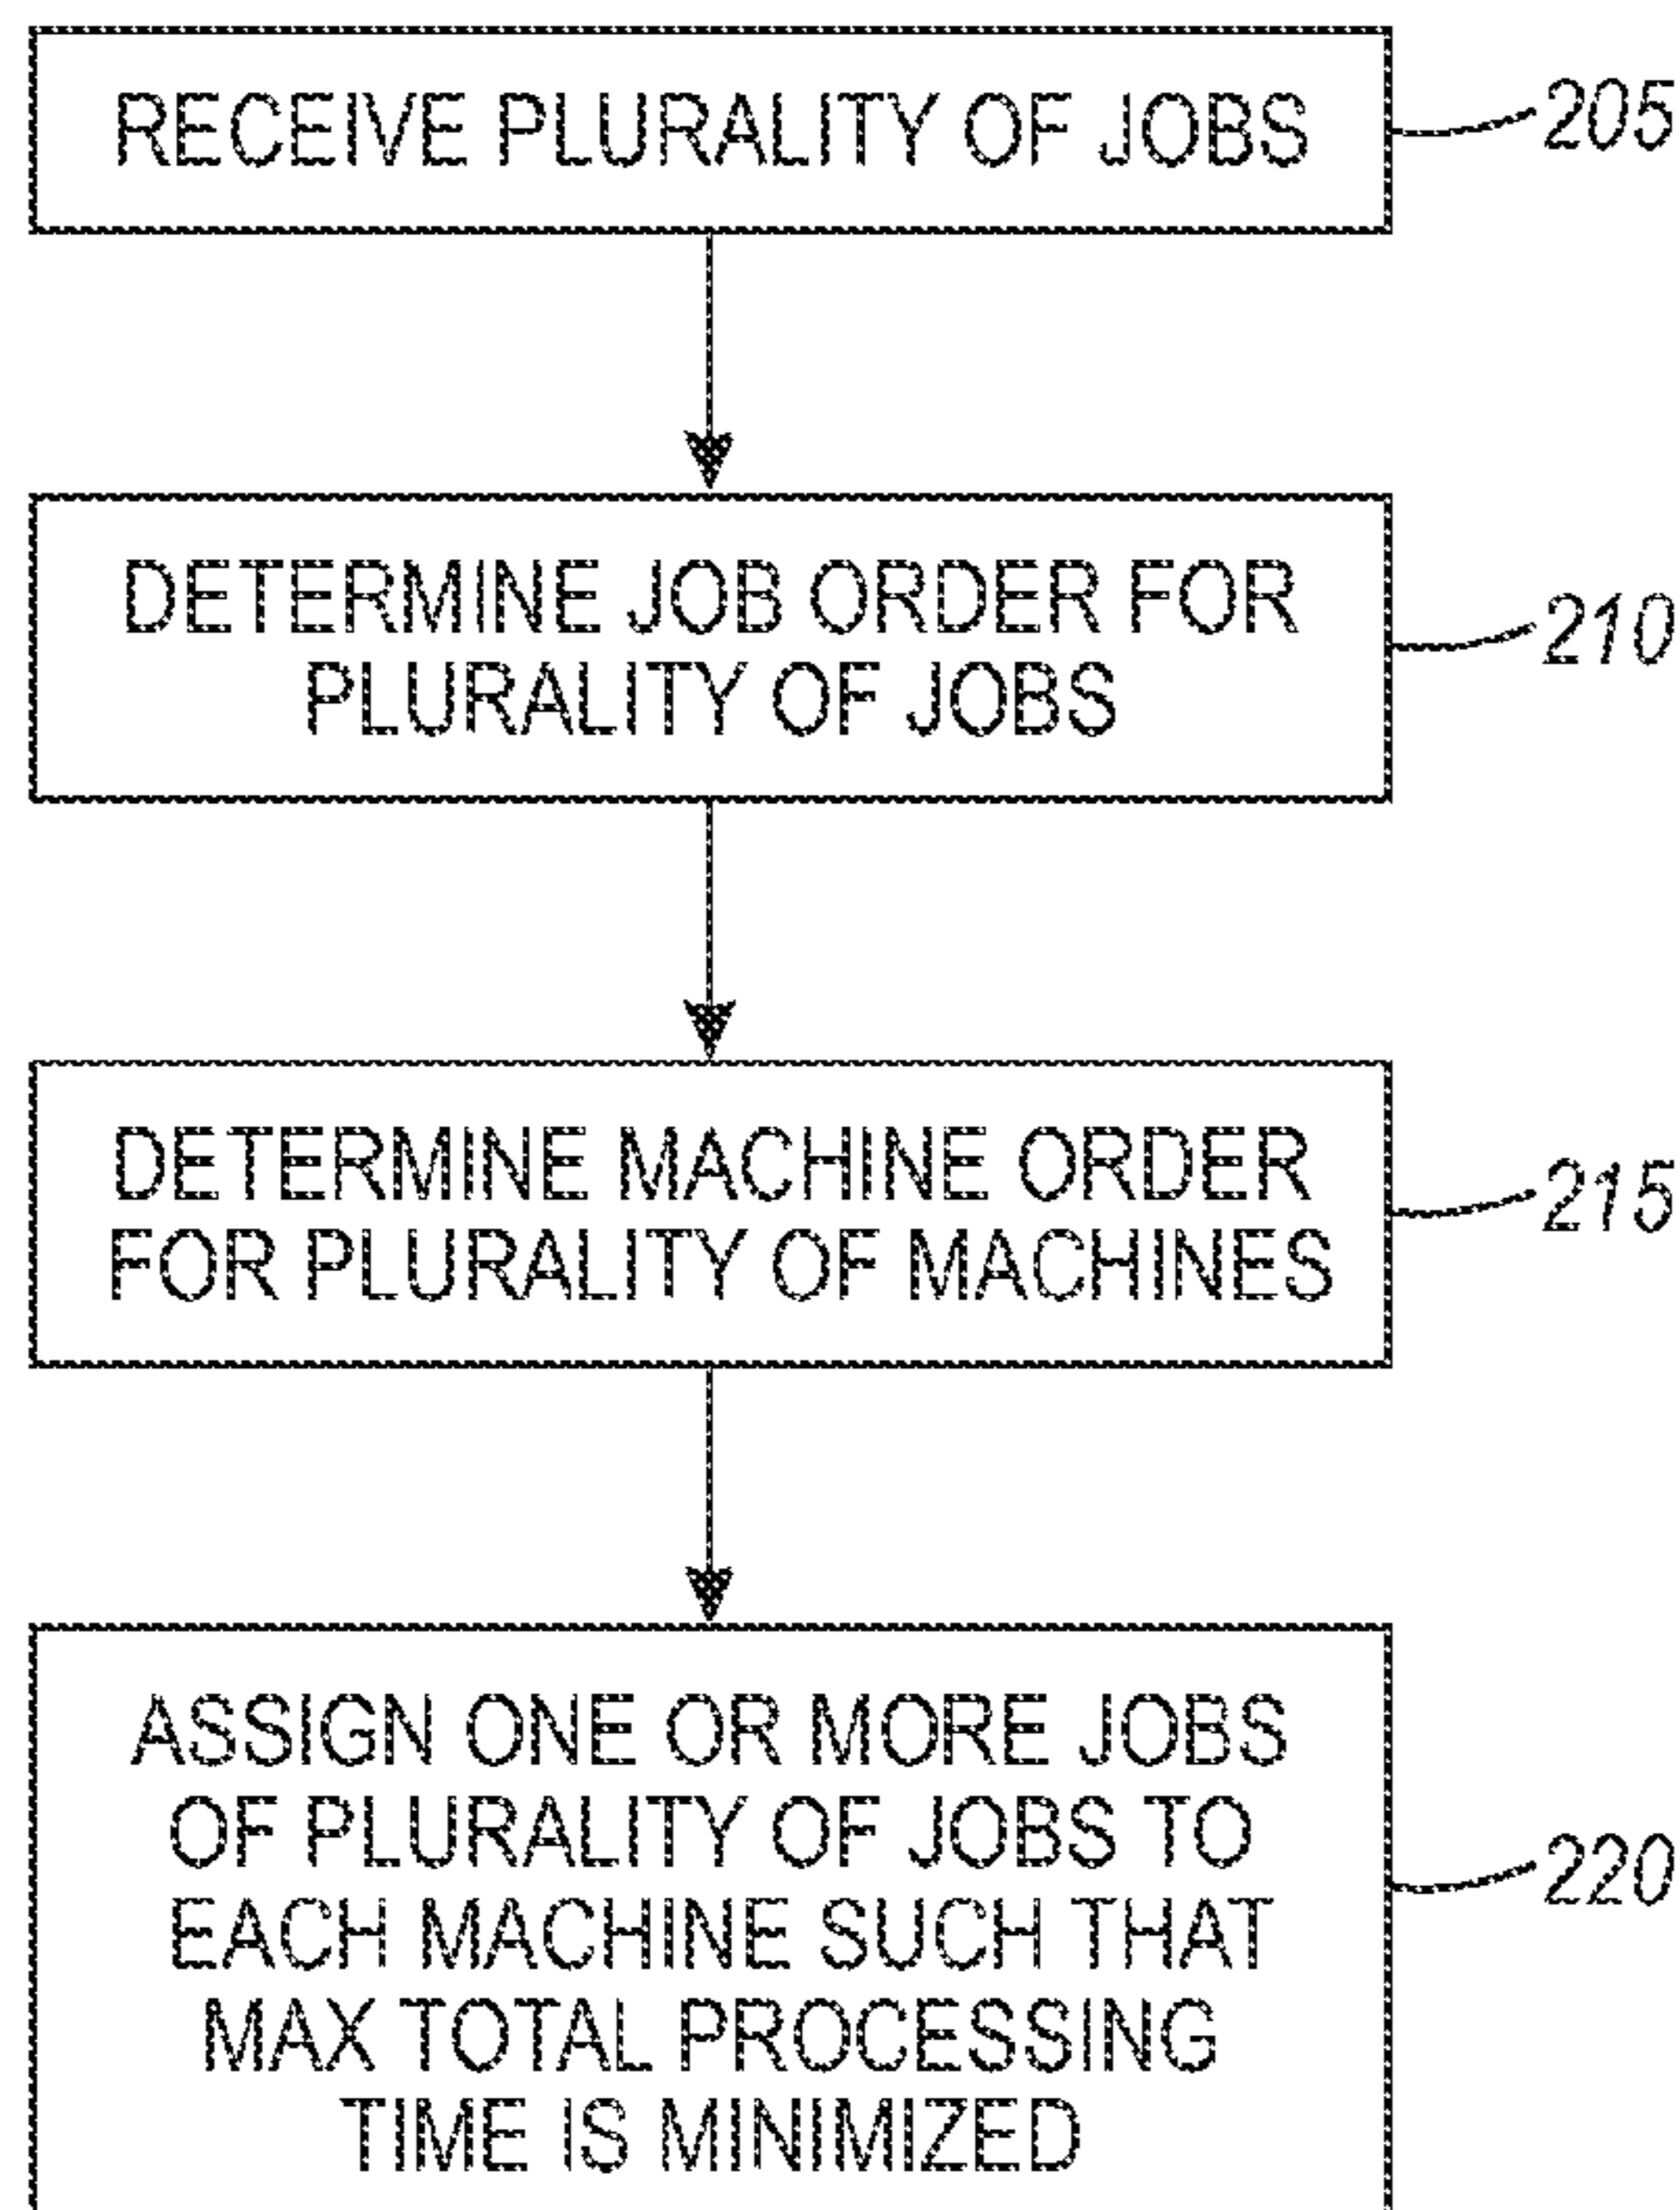 RECEIVE PLURALITY OF JOBS
205
DETERMINE JOB ORDER FOR
PLURALITY OF JOBS
210
DETERMINE MACHINE ORDER
FOR PLURALITY OF MACHINES
215
ASSIGN ONE OR MORE JOBS
OF PLURALITY OF JOBS TO
EACH MACHINE SUCH THAT
MAX TOTAL PROCESSING
TIME IS MINIMIZED
220